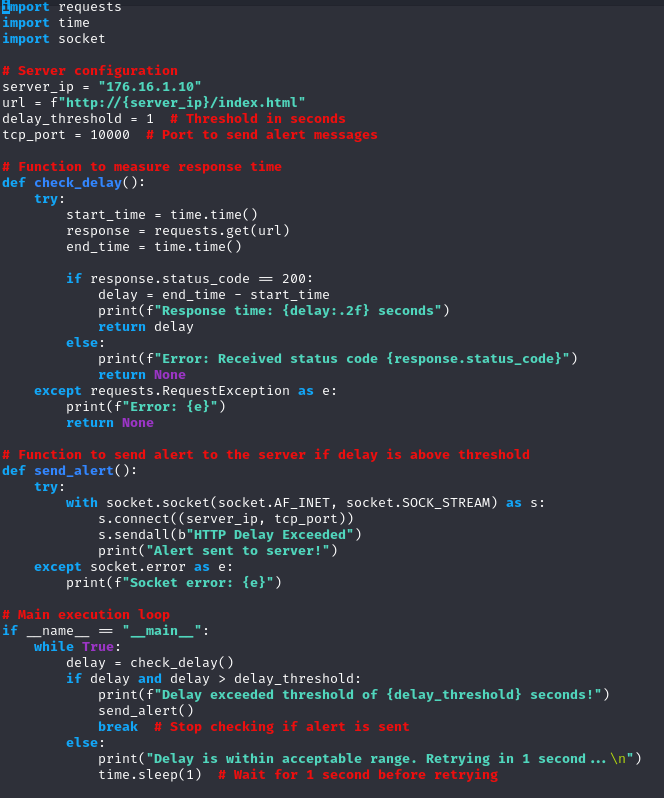 import requests
import time
import socket

# Server configuration
server_ip = "176.16.1.10"
url = f"http://{server_ip}/index.html"
delay_threshold = 1  # Threshold in seconds
tcp_port = 10000  # Port to send alert messages

# Function to measure response time
def check_delay():
    try:
        start_time = time.time()
        response = requests.get(url)
        end_time = time.time()

        if response.status_code == 200:
            delay = end_time - start_time
            print(f"Response time: {delay:.2f} seconds")
            return delay
        else:
            print(f"Error: Received status code {response.status_code}")
            return None
    except requests.RequestException as e:
        print(f"Error: {e}")
        return None

# Function to send alert to the server if delay is above threshold
def send_alert():
    try:
        with socket.socket(socket.AF_INET, socket.SOCK_STREAM) as s:
            s.connect((server_ip, tcp_port))
            s.sendall(b"HTTP Delay Exceeded")
            print("Alert sent to server!")
    except socket.error as e:
        print(f"Socket error: {e}")

# Main execution loop
if __name__ == "__main__":
    while True:
        delay = check_delay()
        if delay and delay > delay_threshold:
            print(f"Delay exceeded threshold of {delay_threshold} seconds!")
            send_alert()
            break  # Stop checking if alert is sent
        else:
            print("Delay is within acceptable range. Retrying in 1 second...\n")
            time.sleep(1)  # Wait for 1 second before retrying